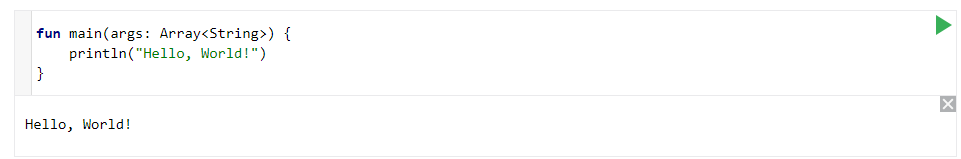 fun main(args: Array<String>) {
    println("Hello, World!")
}
Hello, World!